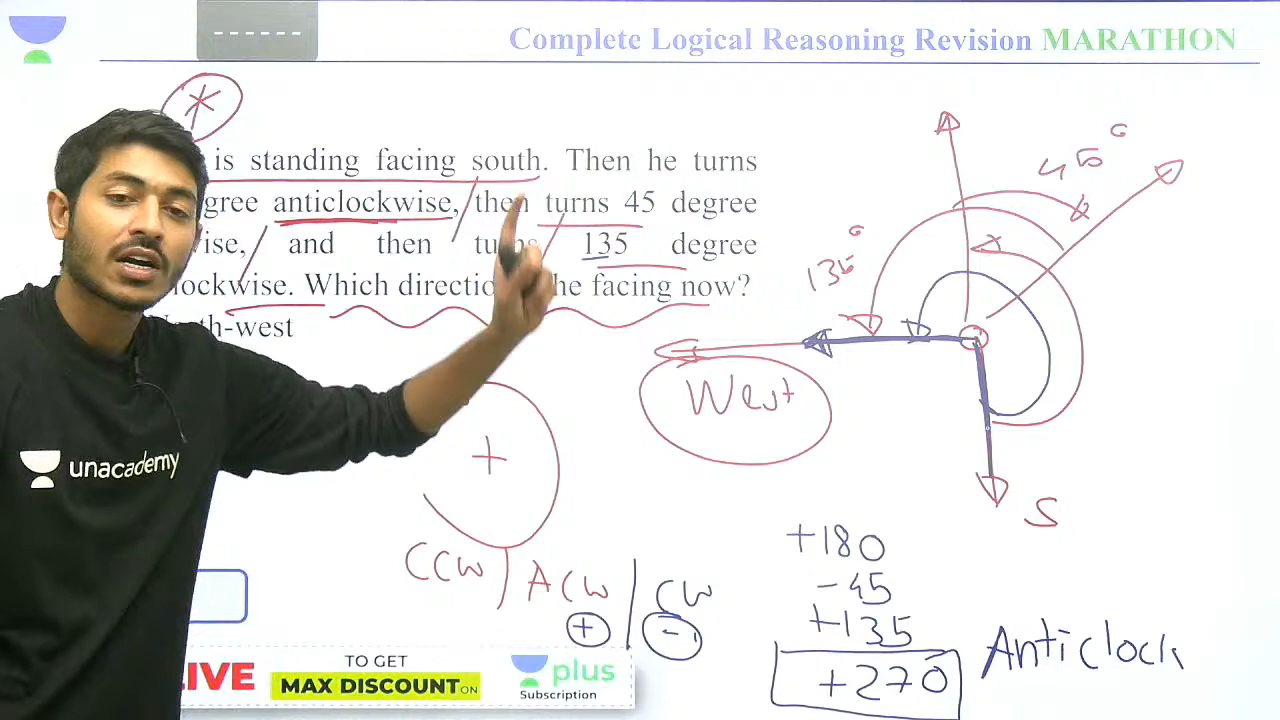 Complete Logical Reasoning Revision MARATHON
is standing facing south. Then he turns
gree anticlockwise, then turns 45 degree
ise, and then turns 135 degree
lockwise. Which directio he facing now?
th-west
45°
135°
West
S
unacademy
+
CCW / ACW / CW
+ -
+180
-45
+135
+270
Anticlock
LIVE
TO GET
MAX DISCOUNT ON
plus
Subscription